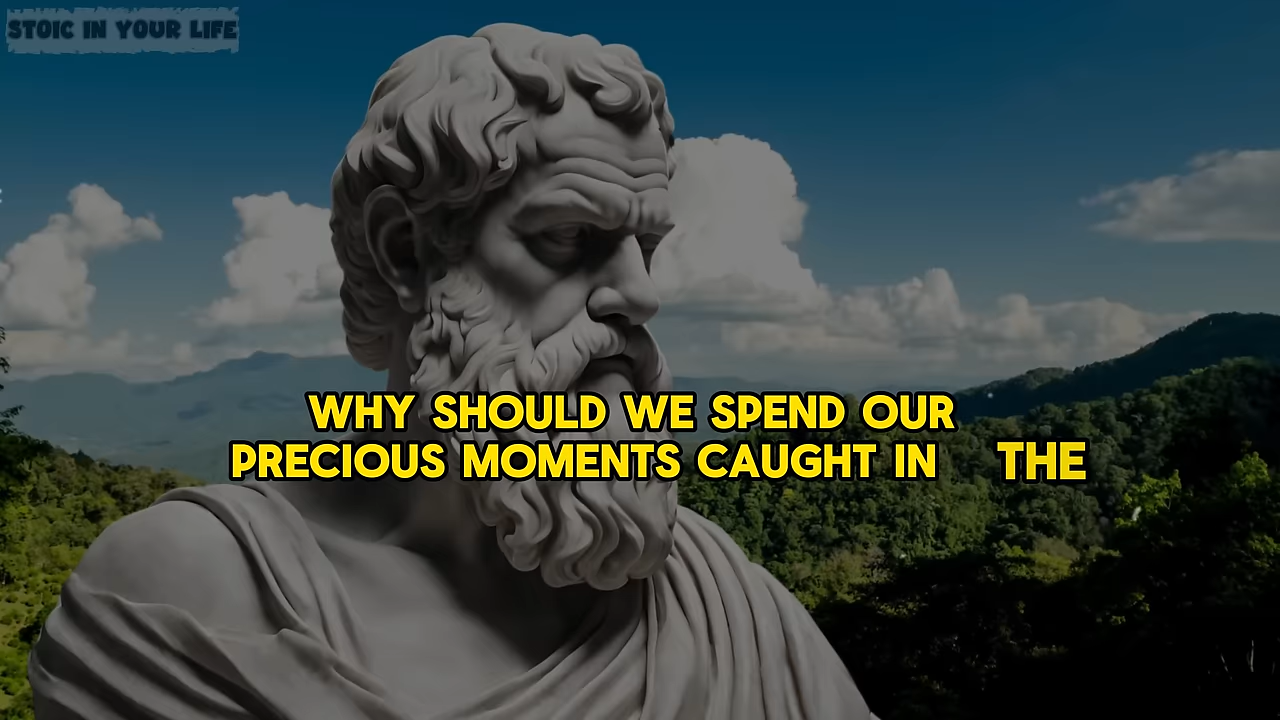 STOIC IN YOUR LIFE
WHY SHOULD WE SPEND OUR
PRECIOUS MOMENTS CAUGHT IN THE